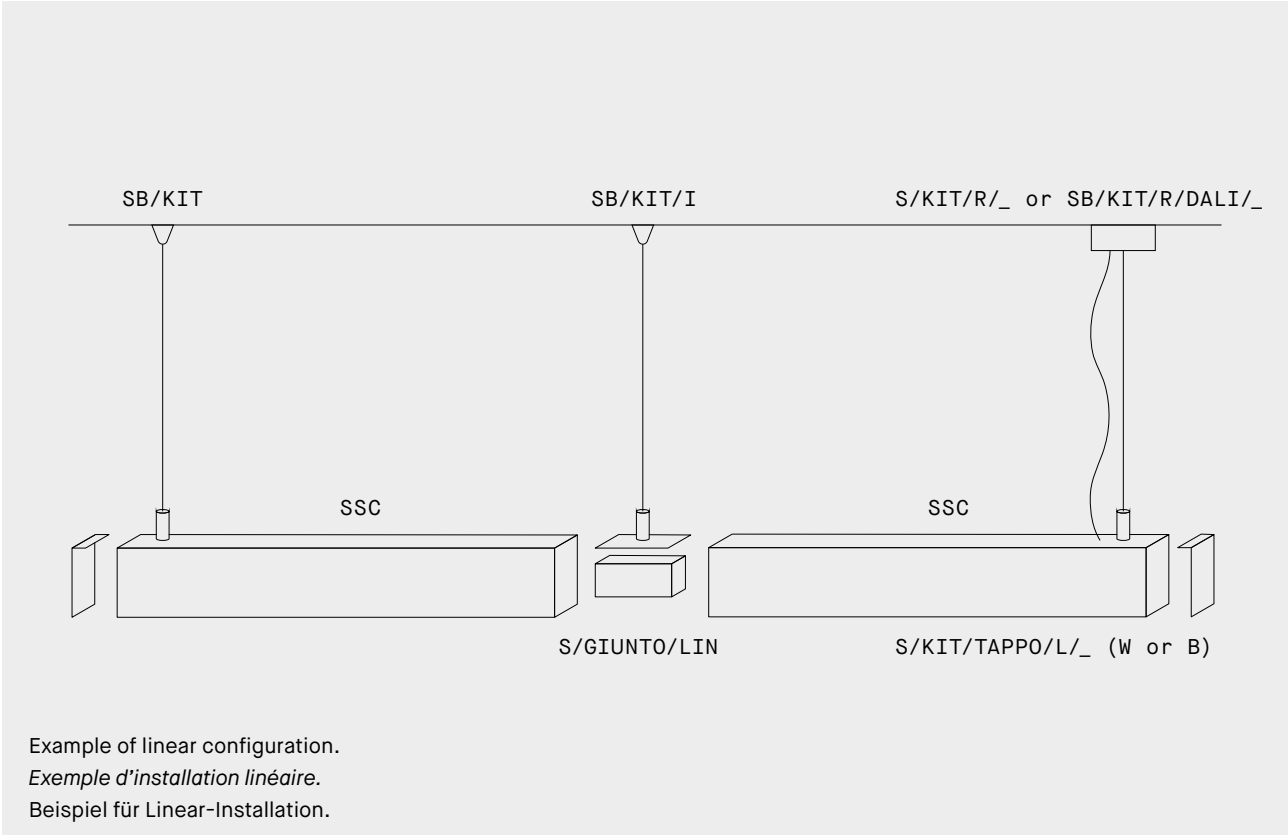 SB/KIT
SB/KIT/I
S/KIT/R/_ or SB/KIT/R/DALI/_
SSC
SSC
S/GIUNTO/LIN
S/KIT/TAPPO/L/_ (W or B)
Example of linear configuration.
Exemple d'installation linéaire.
Beispiel für Linear-Installation.